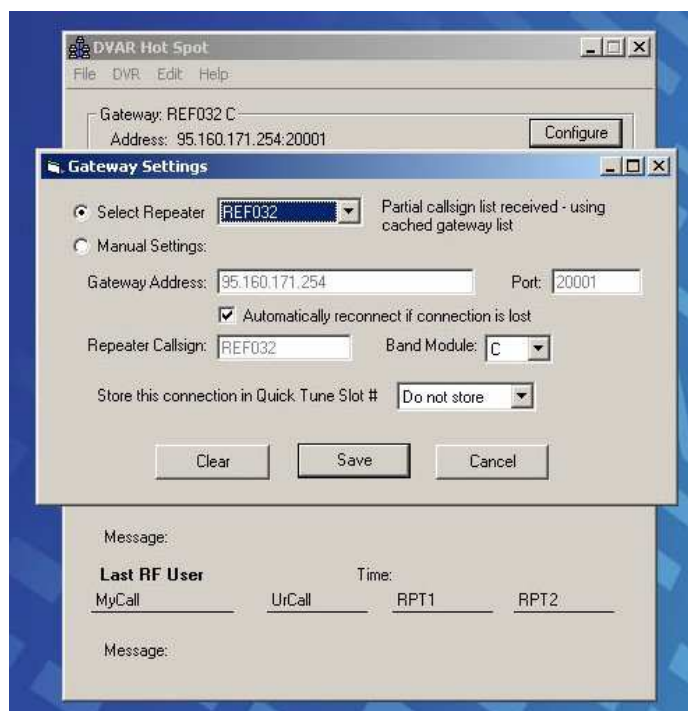 DVAR Hot Spot
File DVR Edit Help
Gateway: REF032 C
Address: 95.160.171.254:20001
Configure
Gateway Settings
Select Repeater REF032 Partial callsign list received - using
cached gateway list
Manual Settings:
Gateway Address: 95.160.171.254 Port: 20001
Automatically reconnect if connection is lost
Repeater Callsign: REF032 Band Module: C
Store this connection in Quick Tune Slot # Do not store
Clear Save Cancel
Message:
Last RF User Time:
MyCall UrCall RPT1 RPT2
Message: